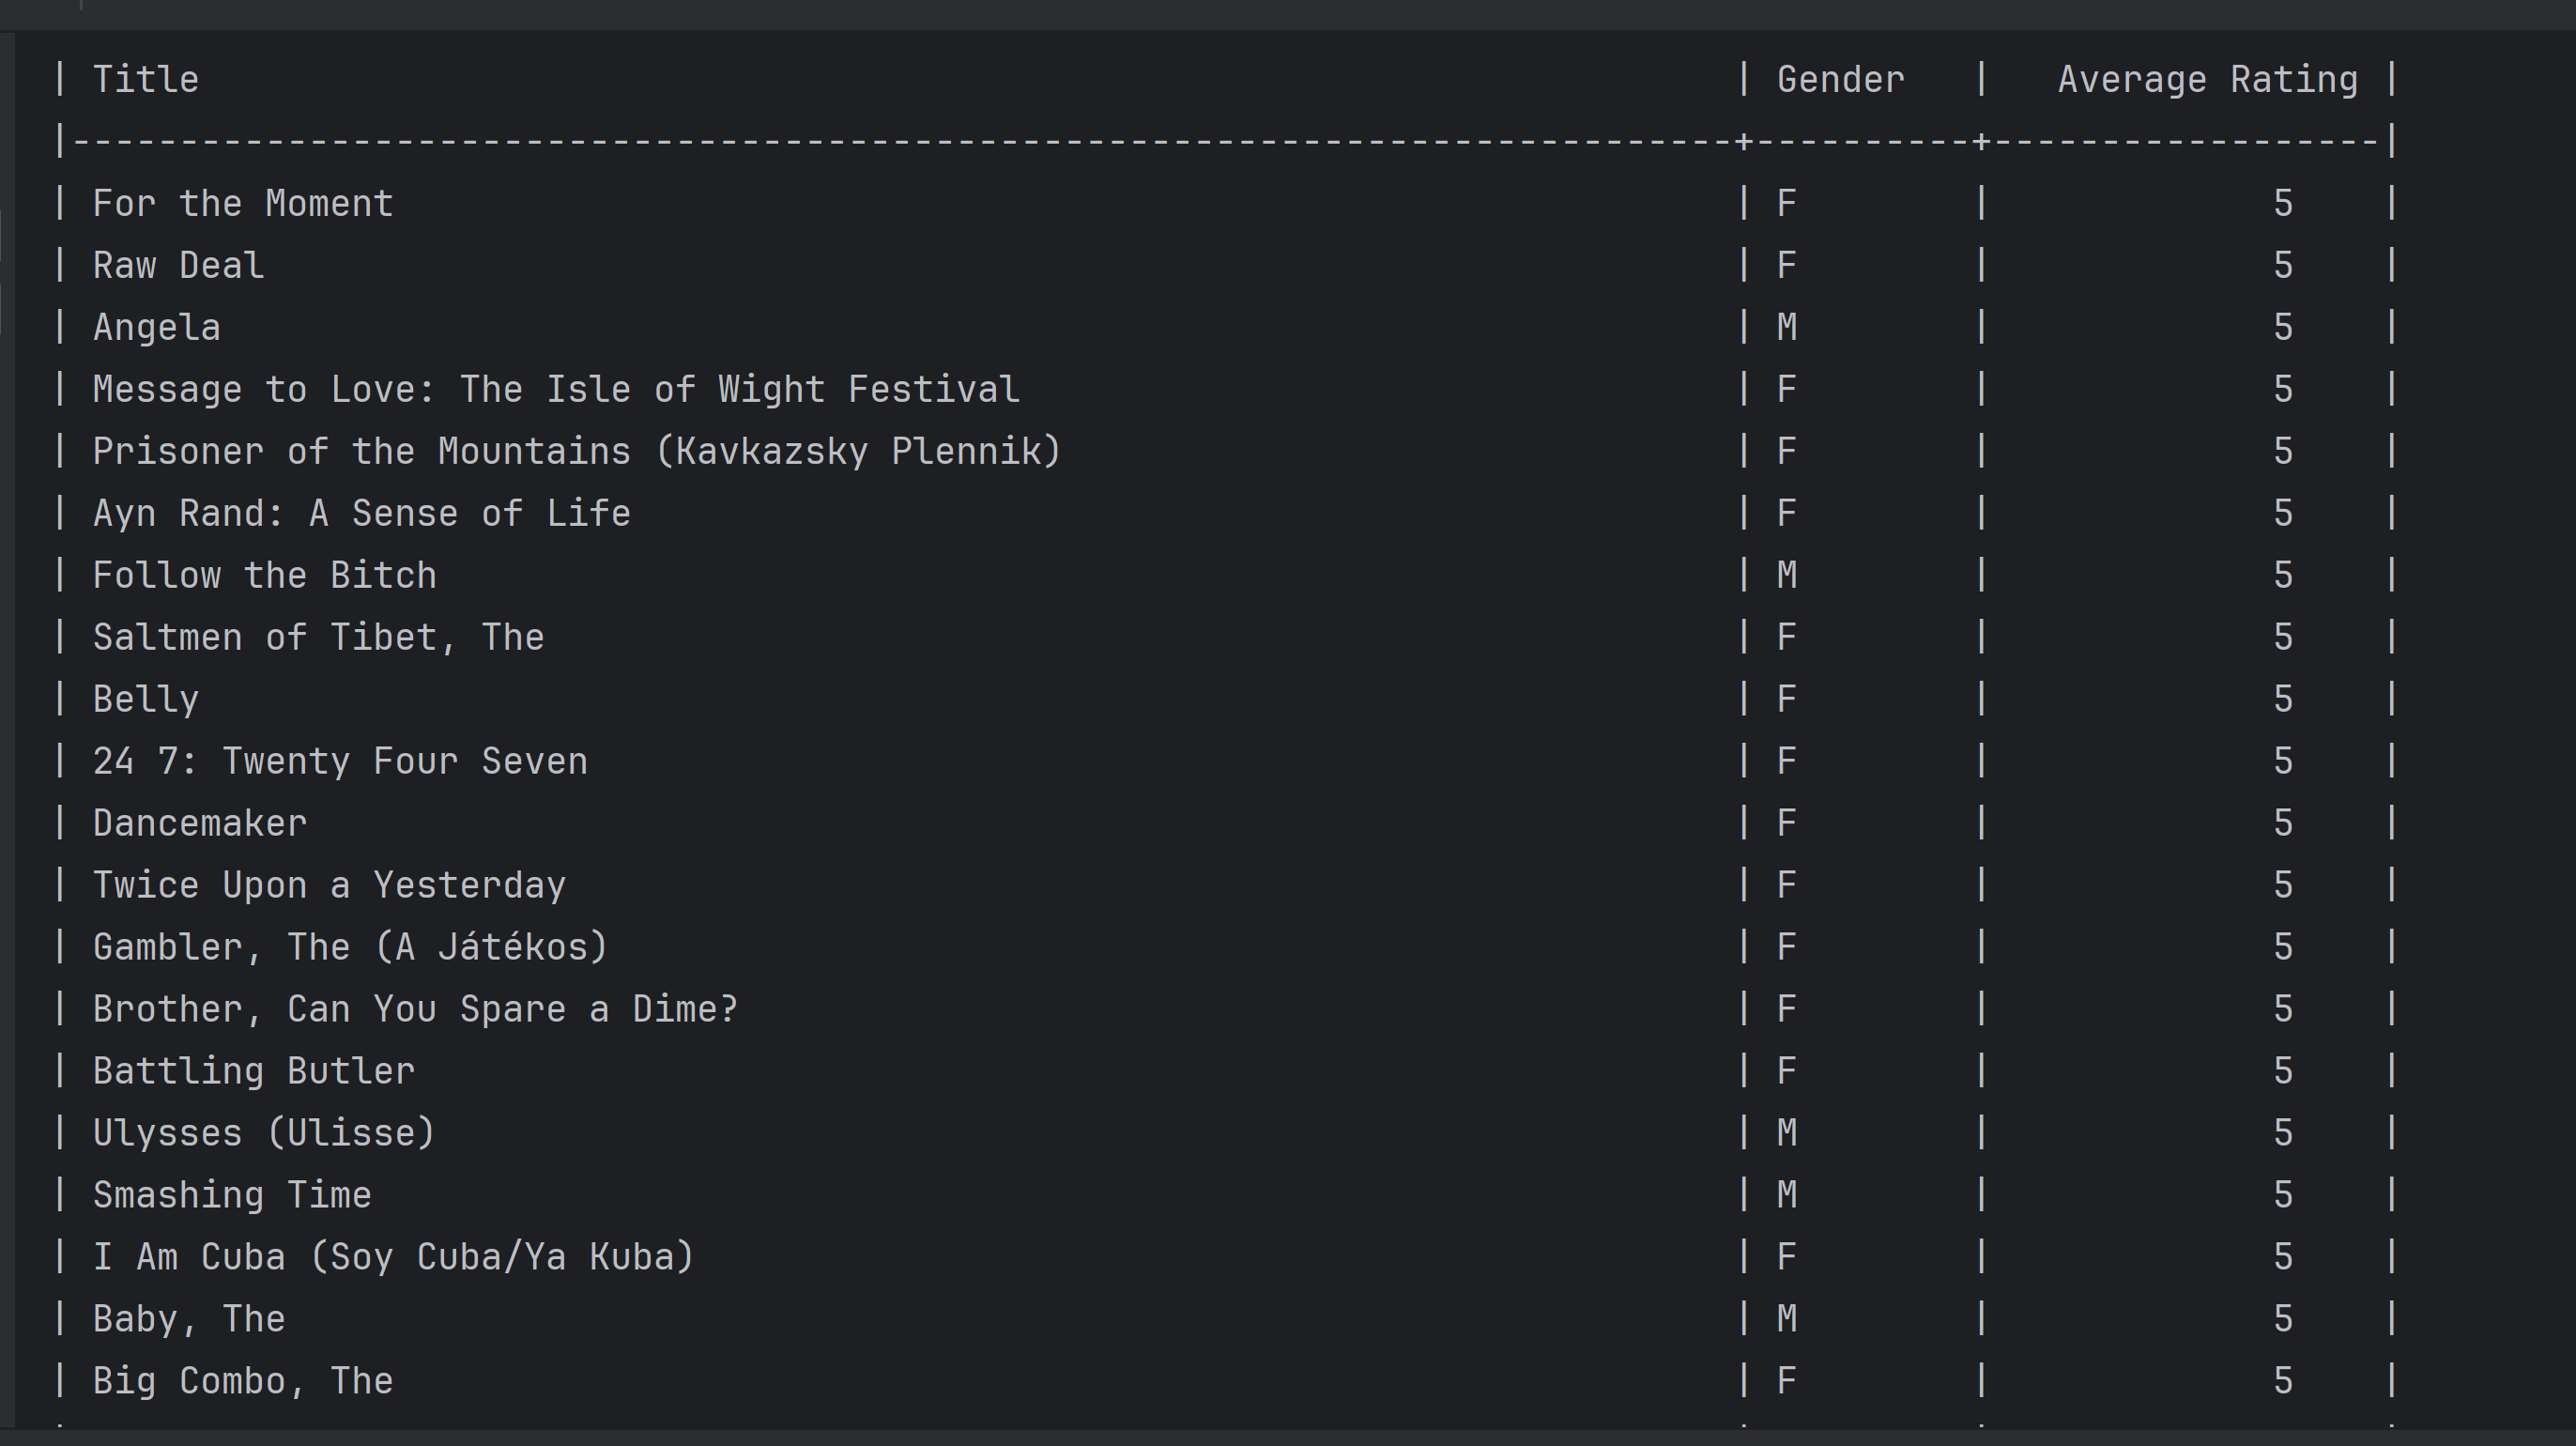 | Title | Gender | Average Rating |
|-----------------------------------------------------------------------------+----------+------------------|
| For the Moment | F | 5 |
| Raw Deal | F | 5 |
| Angela | M | 5 |
| Message to Love: The Isle of Wight Festival | F | 5 |
| Prisoner of the Mountains (Kavkazsky Plennik) | F | 5 |
| Ayn Rand: A Sense of Life | F | 5 |
| Follow the Bitch | M | 5 |
| Saltmen of Tibet, The | F | 5 |
| Belly | F | 5 |
| 24 7: Twenty Four Seven | F | 5 |
| Dancemaker | F | 5 |
| Twice Upon a Yesterday | F | 5 |
| Gambler, The (A Játékos) | F | 5 |
| Brother, Can You Spare a Dime? | F | 5 |
| Battling Butler | F | 5 |
| Ulysses (Ulisse) | M | 5 |
| Smashing Time | M | 5 |
| I Am Cuba (Soy Cuba/Ya Kuba) | F | 5 |
| Baby, The | M | 5 |
| Big Combo, The | F | 5 |